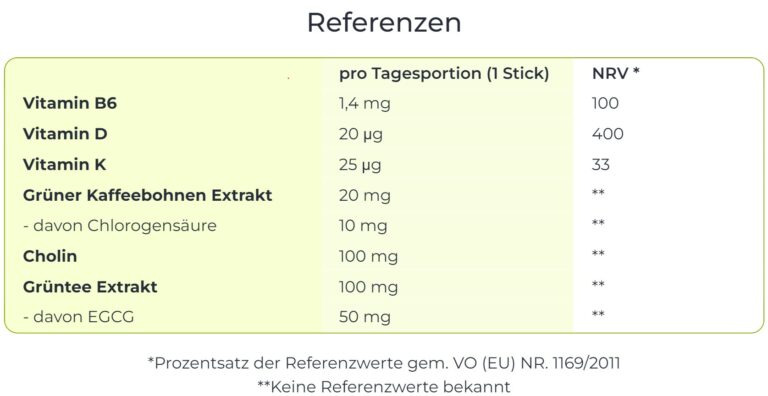 Referenzen
. pro Tagesportion (1 Stick) NRV *
Vitamin B6 1,4 mg 100
Vitamin D 20 µg 400
Vitamin K 25 µg 33
Grüner Kaffeebohnen Extrakt 20 mg **
- davon Chlorogensäure 10 mg **
Cholin 100 mg **
Grüntee Extrakt 100 mg **
- davon EGCG 50 mg **
*Prozentsatz der Referenzwerte gem. VO (EU) NR. 1169/2011
**Keine Referenzwerte bekannt